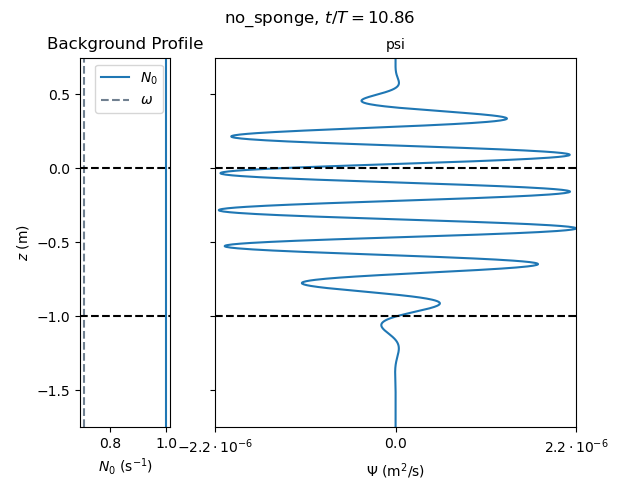 no_sponge, t/T = 10.86
Background Profile
psi
N₀
ω
0.5
0.0
−0.5
−1.0
−1.5
z (m)
0.8
1.0
N₀ (s⁻¹)
−2.2 · 10⁻⁶
0.0
2.2 · 10⁻⁶
Ψ (m²/s)